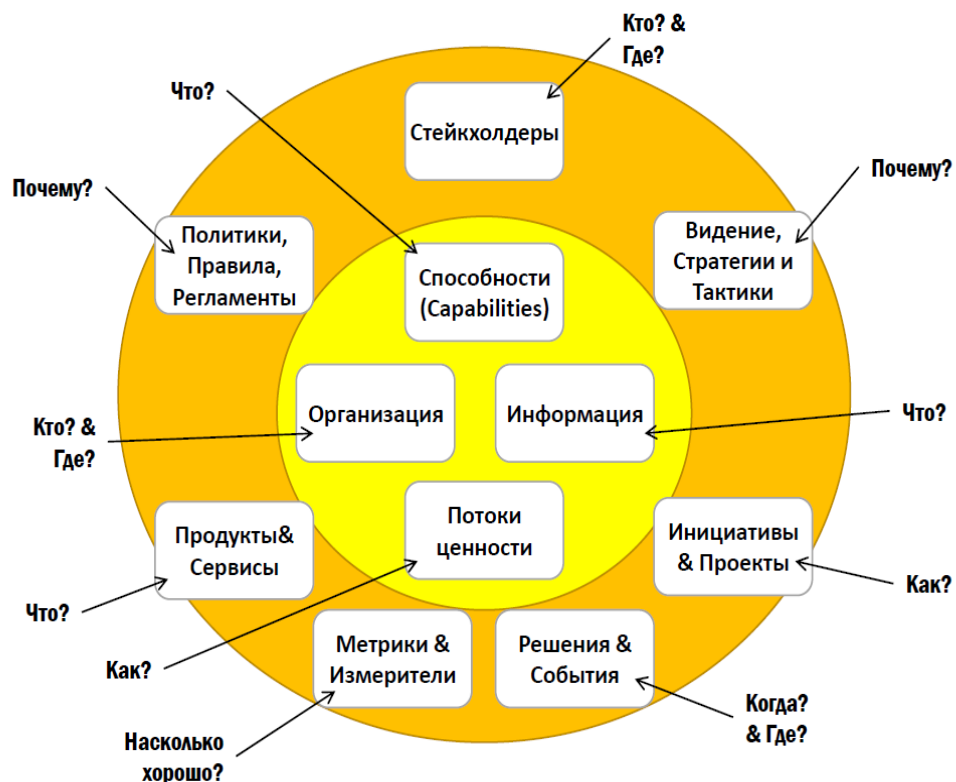 Кто? &
Где?
Что?
Стейкхолдеры
Почему?
Почему?
Политики,
Правила,
Регламенты
Видение,
Стратегии и
Тактики
Способности
(Capabilities)
Организация
Информация
Что?
Кто? &
Где?
Потоки
ценности
Продукты&
Сервисы
Инициативы
& Проекты
Что?
Как?
Как?
Метрики &
Измерители
Решения &
События
Когда?
& Где?
Насколько
хорошо?